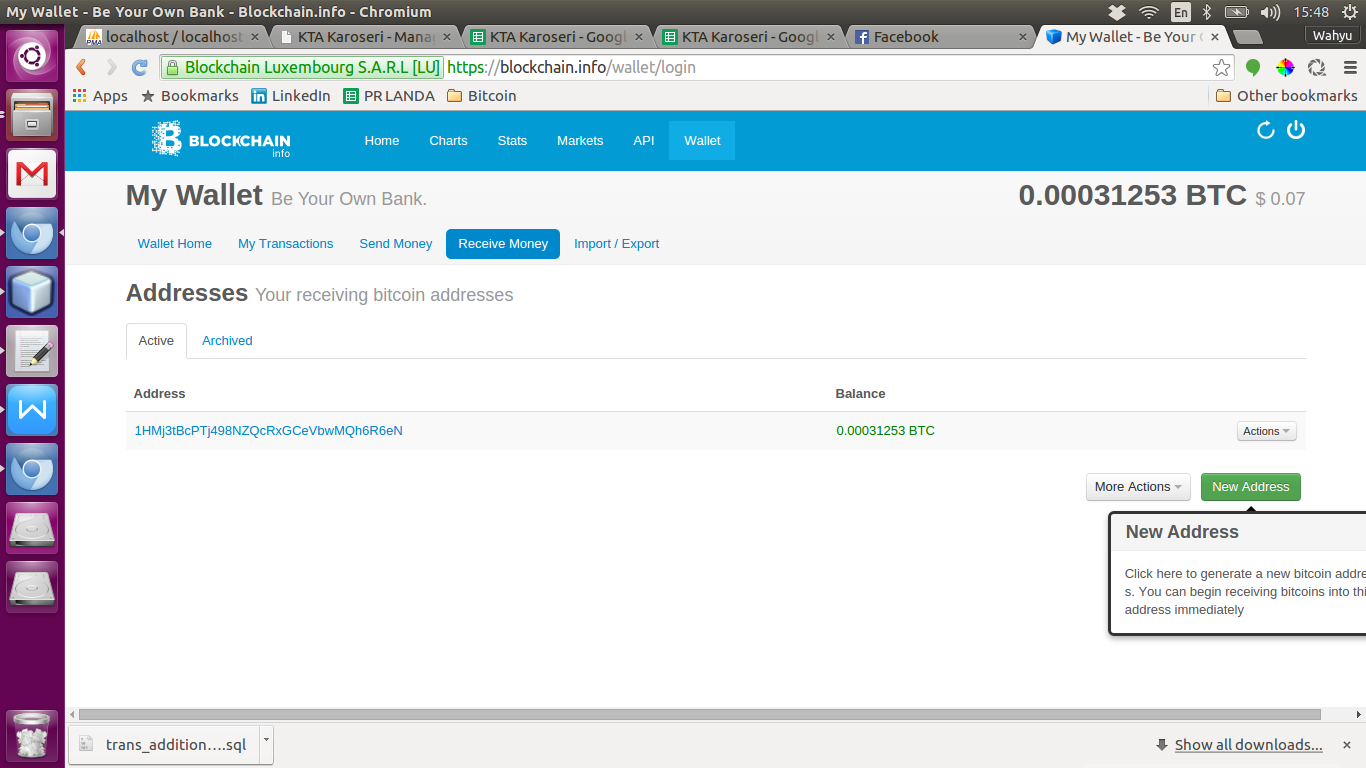 My Wallet - Be Your Own Bank - Blockchain.info - Chromium
En
15:48
localhost / localhost
KTA Karoseri - Mana
KTA Karoseri - Googl
KTA Karoseri - Googl
Facebook
My Wallet - Be Your
Wahyu
Blockchain Luxembourg S.A.R.L [LU]
https://blockchain.info/wallet/login
Apps
Bookmarks
LinkedIn
PR LANDA
Bitcoin
Other bookmarks
BLOCKCHAIN
info
Home
Charts
Stats
Markets
API
Wallet
My Wallet Be Your Own Bank.
0.00031253 BTC $ 0.07
Wallet Home
My Transactions
Send Money
Receive Money
Import / Export
Addresses Your receiving bitcoin addresses
Active
Archived
Address
Balance
1HMj3tBcPTj498NZQcRxGCeVbwMQh6R6eN
0.00031253 BTC
Actions
More Actions
New Address
New Address
Click here to generate a new bitcoin addre
s. You can begin receiving bitcoins into thi
address immediately
trans_addition....sql
Show all downloads...